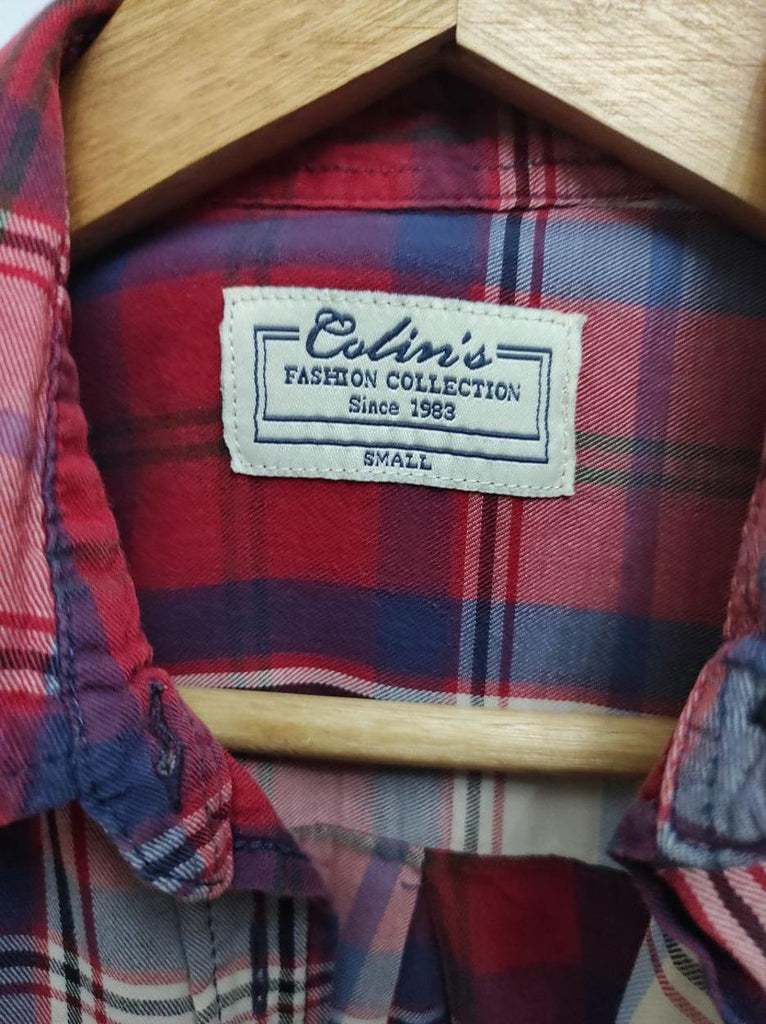 Colin's
FASHION COLLECTION
Since 1983
SMALL